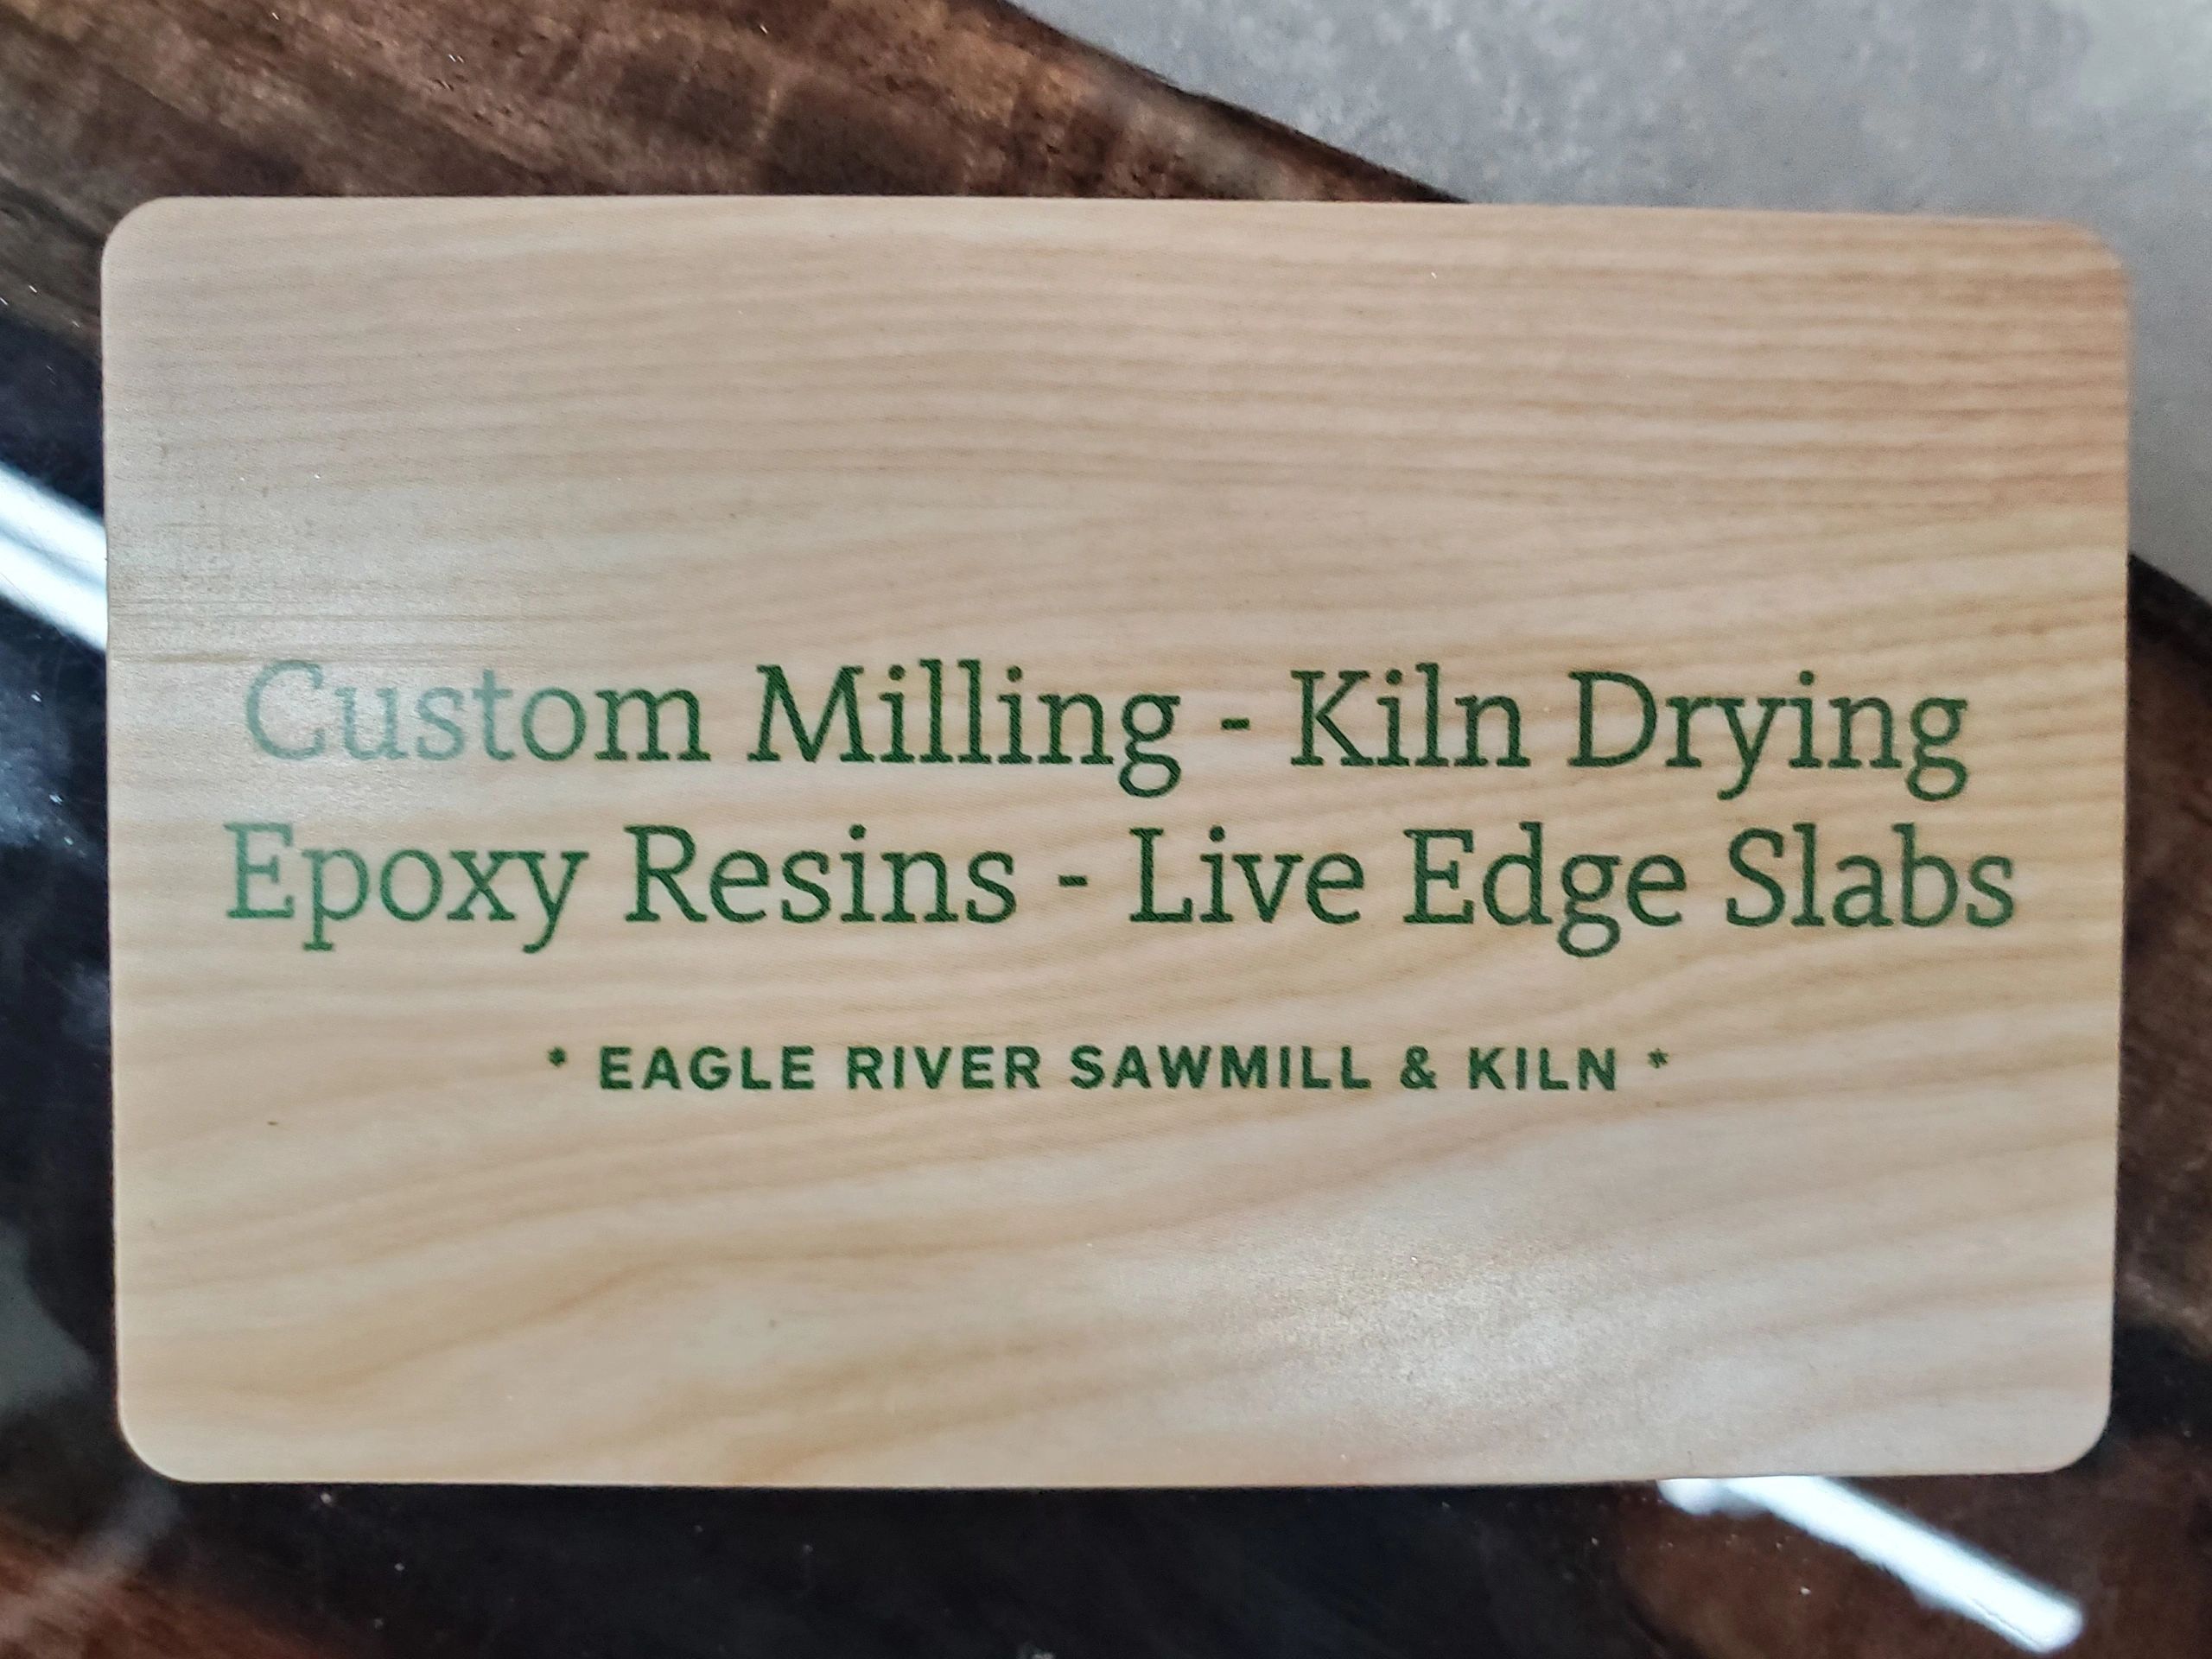 Custom Milling - Kiln Drying
Epoxy Resins - Live Edge Slabs
* EAGLE RIVER SAWMILL & KILN *